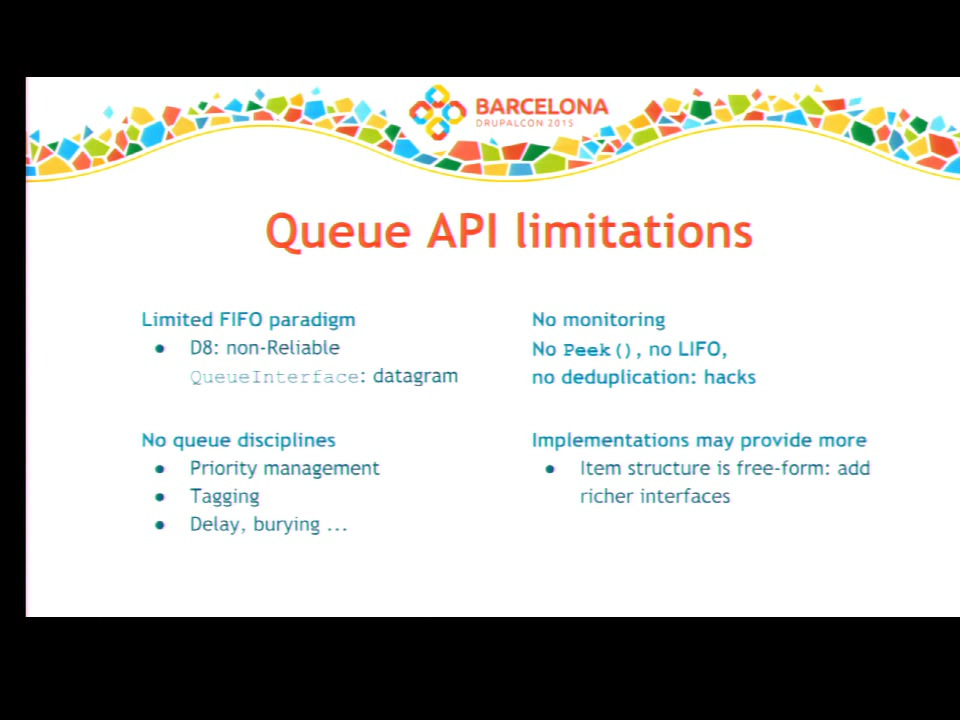 BARCELONA
DRUPALCON 2015
Queue API limitations
Limited FIFO paradigm
● D8: non-Reliable
QueueInterface: datagram
No queue disciplines
● Priority management
● Tagging
● Delay, burying ...
No monitoring
No Peek(), no LIFO,
no deduplication: hacks
Implementations may provide more
● Item structure is free-form: add
richer interfaces